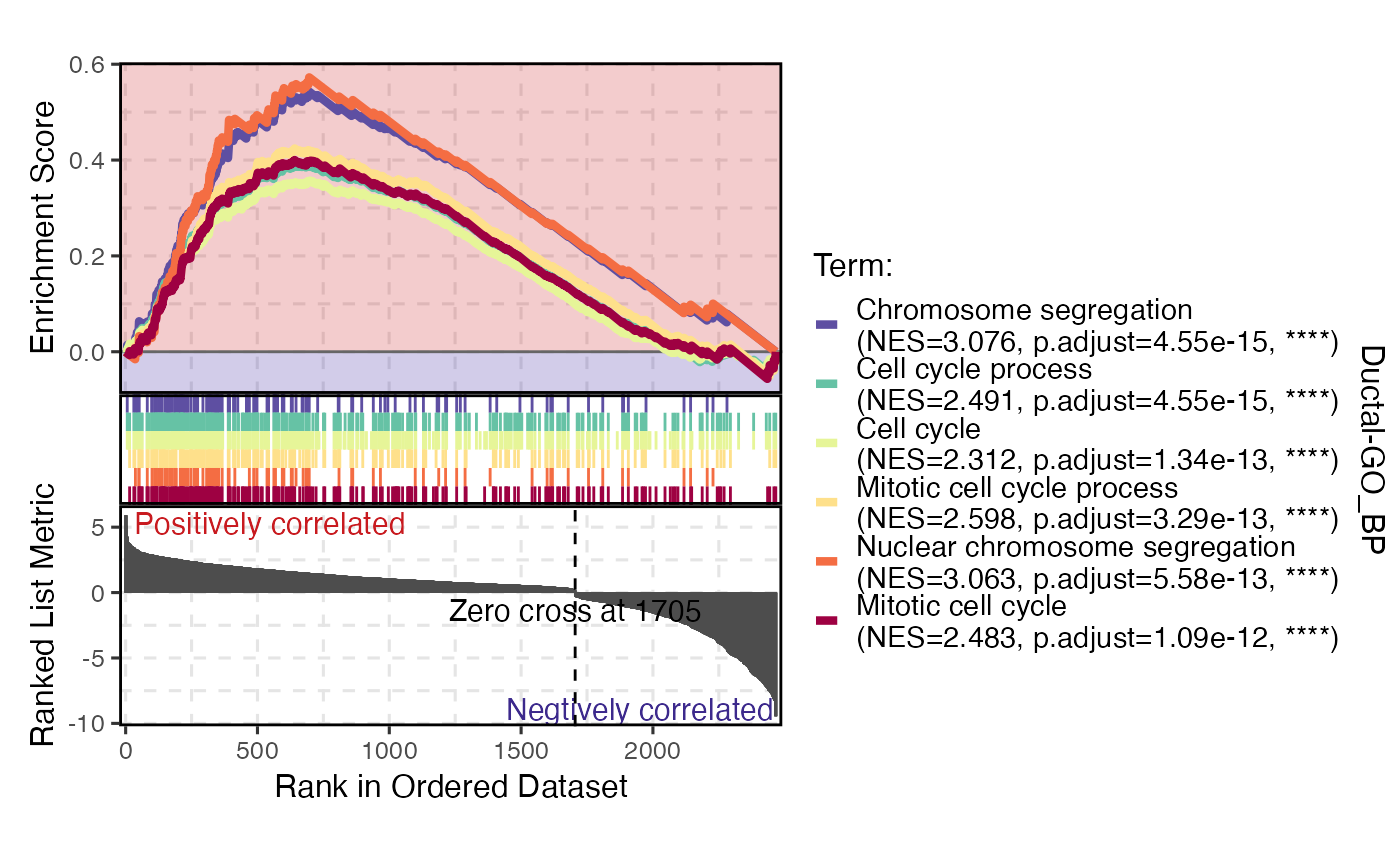 Enrichment Score
0.6
0.4
0.2
0.0
Ranked List Metric
5
0
-5
-10
Positively correlated
Zero cross at 1705
Negtively correlated
0 500 1000 1500 2000
Rank in Ordered Dataset
Term:
Chromosome segregation
(NES=3.076, p.adjust=4.55e-15, ****)
Cell cycle process
(NES=2.491, p.adjust=4.55e-15, ****)
Cell cycle
(NES=2.312, p.adjust=1.34e-13, ****)
Mitotic cell cycle process
(NES=2.598, p.adjust=3.29e-13, ****)
Nuclear chromosome segregation
(NES=3.063, p.adjust=5.58e-13, ****)
Mitotic cell cycle
(NES=2.483, p.adjust=1.09e-12, ****)
Ductal-GO_BP